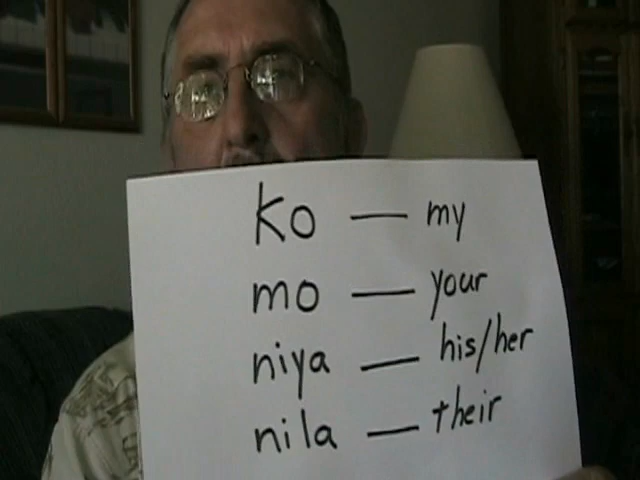 ko — my
mo — your
niya — his/her
nila — their